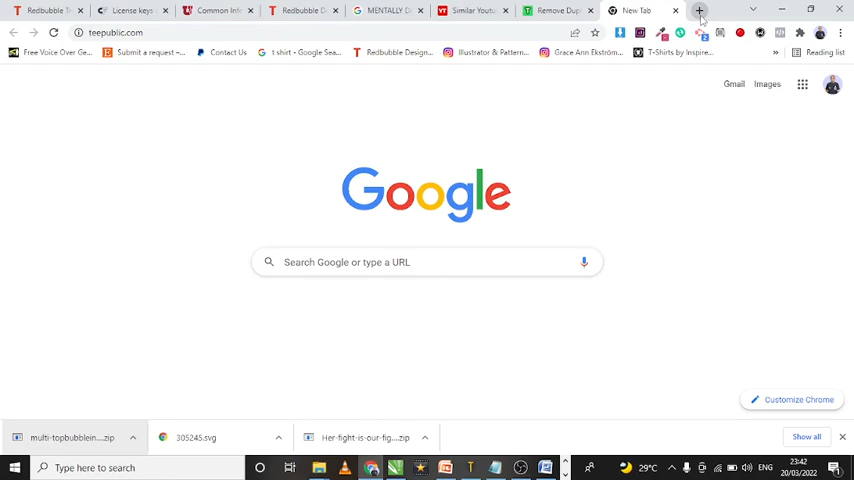 Redbubble T
License keys
Common Info
Redbubble D
MENTALLY D
Similar Youtu
Remove Dup
New Tab
teepublic.com
Free Voice Over Ge...
Submit a request –...
Contact Us
t shirt - Google Sea...
Redbubble Design...
Illustrator & Pattern...
Grace Ann Ekström...
T-Shirts by Inspire...
»
Reading list
Gmail
Images
Google
Search Google or type a URL
Customize Chrome
multi-topbubblein....zip
305245.svg
Her-fight-is-our-fig....zip
Show all
Type here to search
29°C
ENG
23:42
20/03/2022